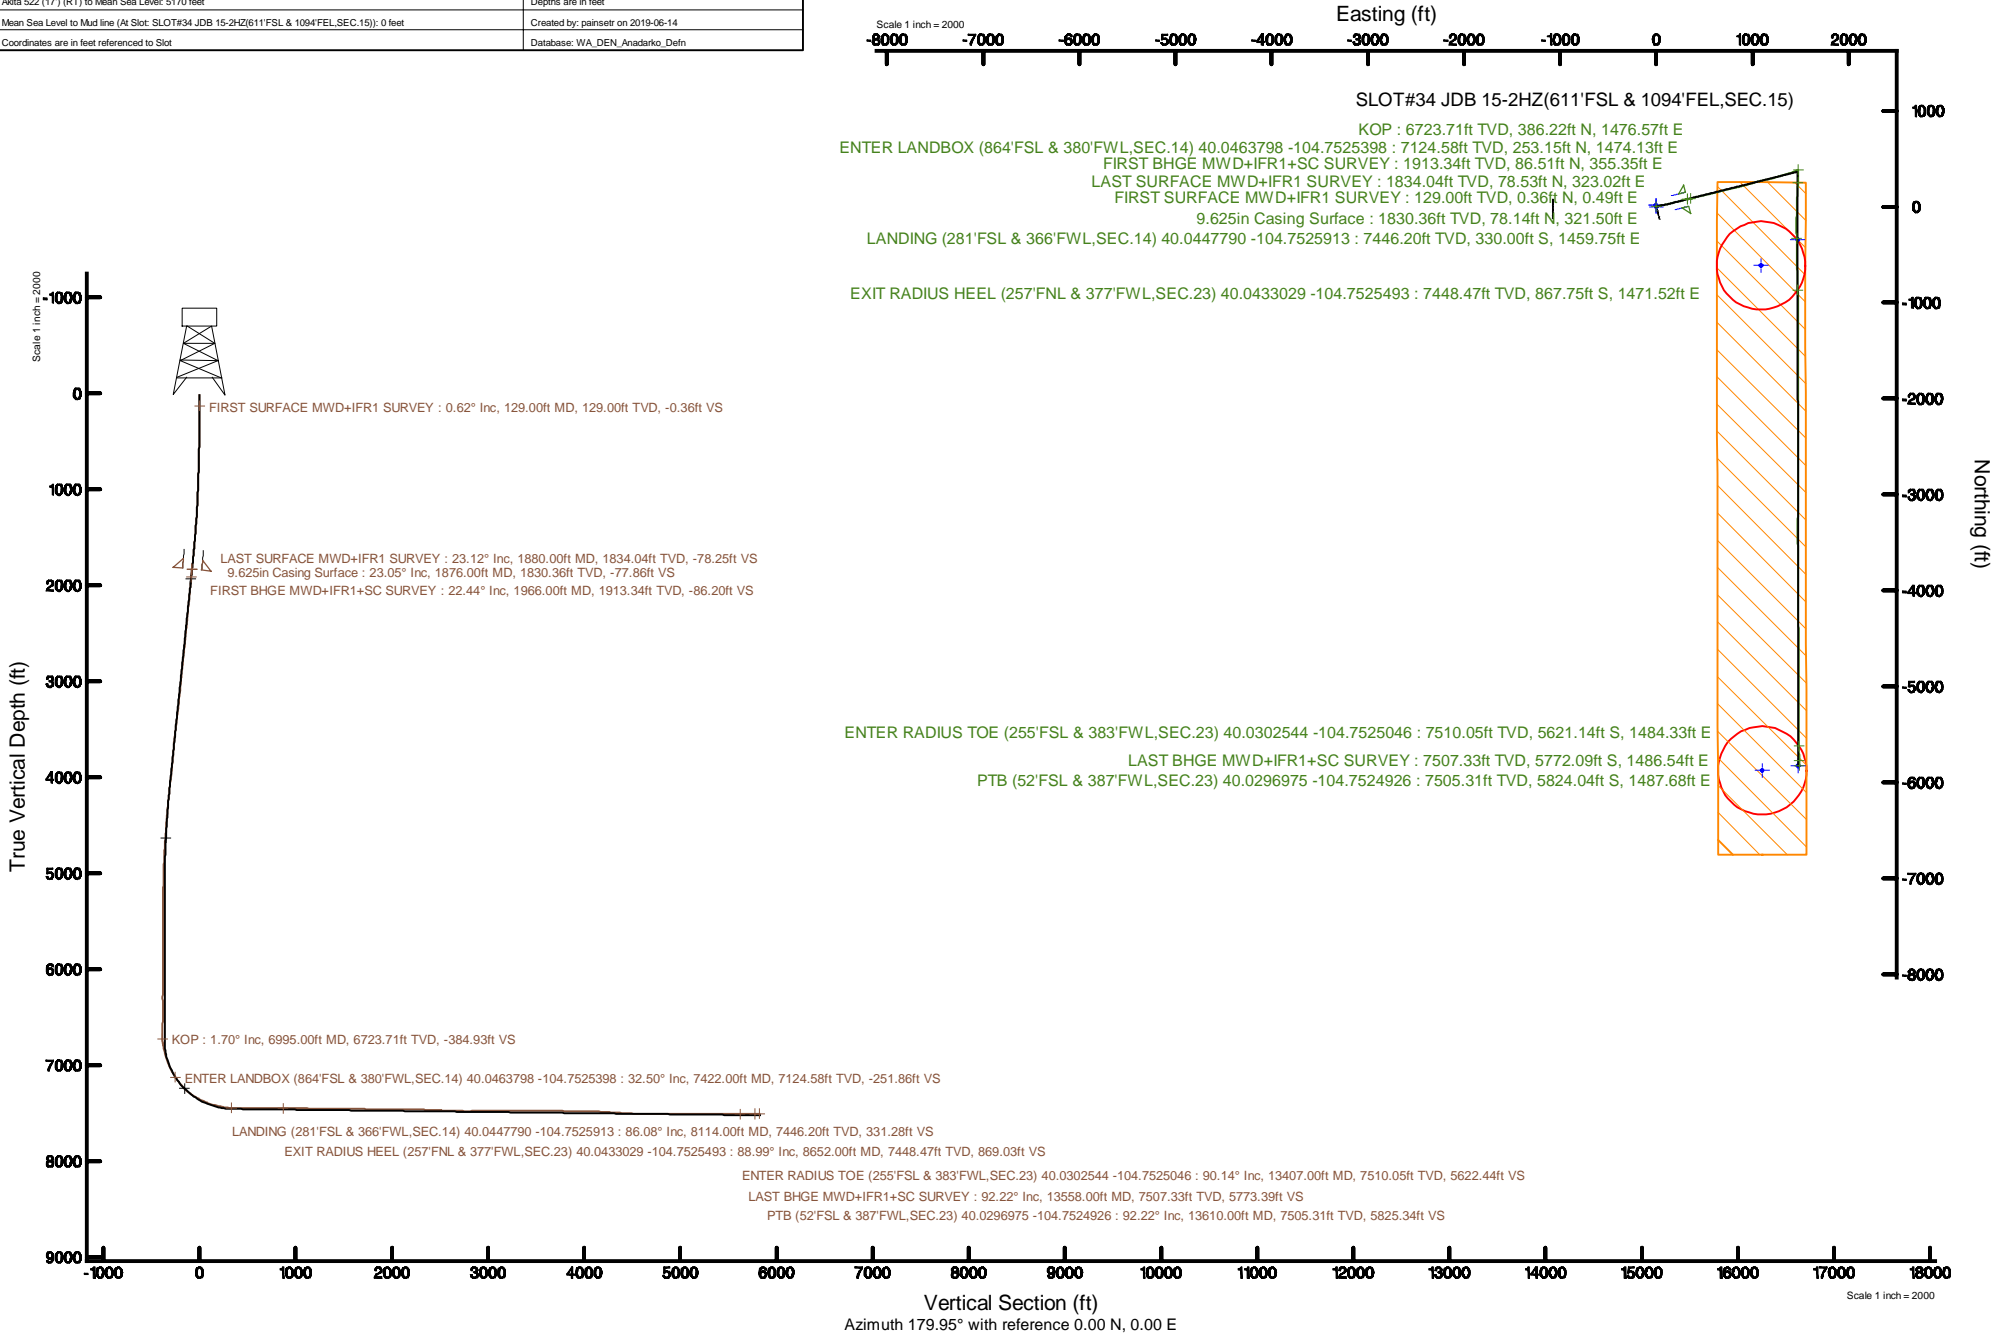 Akita 522 (17') (RT) to Mean Sea Level: 5170 feet
Depths are in feet
Mean Sea Level to Mud line (At Slot: SLOT#34 JDB 15-2HZ(611'FSL & 1094'FEL,SEC.15)): 0 feet
Created by: painsetr on 2019-06-14
Coordinates are in feet referenced to Slot
Database: WA_DEN_Anadarko_Defn
Easting (ft)
Scale 1 inch = 2000
-8000 -7000 -6000 -5000 -4000 -3000 -2000 -1000 0 1000 2000
SLOT#34 JDB 15-2HZ(611'FSL & 1094'FEL,SEC.15)
KOP : 6723.71ft TVD, 386.22ft N, 1476.57ft E
ENTER LANDBOX (864'FSL & 380'FWL,SEC.14) 40.0463798 -104.7525398 : 7124.58ft TVD, 253.15ft N, 1474.13ft E
FIRST BHGE MWD+IFR1+SC SURVEY : 1913.34ft TVD, 86.51ft N, 355.35ft E
LAST SURFACE MWD+IFR1 SURVEY : 1834.04ft TVD, 78.53ft N, 323.02ft E
FIRST SURFACE MWD+IFR1 SURVEY : 129.00ft TVD, 0.36ft N, 0.49ft E
9.625in Casing Surface : 1830.36ft TVD, 78.14ft N, 321.50ft E
LANDING (281'FSL & 366'FWL,SEC.14) 40.0447790 -104.7525913 : 7446.20ft TVD, 330.00ft S, 1459.75ft E
EXIT RADIUS HEEL (257'FNL & 377'FWL,SEC.23) 40.0433029 -104.7525493 : 7448.47ft TVD, 867.75ft S, 1471.52ft E
ENTER RADIUS TOE (255'FSL & 383'FWL,SEC.23) 40.0302544 -104.7525046 : 7510.05ft TVD, 5621.14ft S, 1484.33ft E
LAST BHGE MWD+IFR1+SC SURVEY : 7507.33ft TVD, 5772.09ft S, 1486.54ft E
PTB (52'FSL & 387'FWL,SEC.23) 40.0296975 -104.7524926 : 7505.31ft TVD, 5824.04ft S, 1487.68ft E
1000
0
-1000
-2000
-3000
-4000
-5000
-6000
-7000
-8000
Northing (ft)
Scale 1 inch = 2000
-1000
0
1000
2000
3000
4000
5000
6000
7000
8000
9000
True Vertical Depth (ft)
FIRST SURFACE MWD+IFR1 SURVEY : 0.62° Inc, 129.00ft MD, 129.00ft TVD, -0.36ft VS
LAST SURFACE MWD+IFR1 SURVEY : 23.12° Inc, 1880.00ft MD, 1834.04ft TVD, -78.25ft VS
9.625in Casing Surface : 23.05° Inc, 1876.00ft MD, 1830.36ft TVD, -77.86ft VS
FIRST BHGE MWD+IFR1+SC SURVEY : 22.44° Inc, 1966.00ft MD, 1913.34ft TVD, -86.20ft VS
KOP : 1.70° Inc, 6995.00ft MD, 6723.71ft TVD, -384.93ft VS
ENTER LANDBOX (864'FSL & 380'FWL,SEC.14) 40.0463798 -104.7525398 : 32.50° Inc, 7422.00ft MD, 7124.58ft TVD, -251.86ft VS
LANDING (281'FSL & 366'FWL,SEC.14) 40.0447790 -104.7525913 : 86.08° Inc, 8114.00ft MD, 7446.20ft TVD, 331.28ft VS
EXIT RADIUS HEEL (257'FNL & 377'FWL,SEC.23) 40.0433029 -104.7525493 : 88.99° Inc, 8652.00ft MD, 7448.47ft TVD, 869.03ft VS
ENTER RADIUS TOE (255'FSL & 383'FWL,SEC.23) 40.0302544 -104.7525046 : 90.14° Inc, 13407.00ft MD, 7510.05ft TVD, 5622.44ft VS
LAST BHGE MWD+IFR1+SC SURVEY : 92.22° Inc, 13558.00ft MD, 7507.33ft TVD, 5773.39ft VS
PTB (52'FSL & 387'FWL,SEC.23) 40.0296975 -104.7524926 : 92.22° Inc, 13610.00ft MD, 7505.31ft TVD, 5825.34ft VS
-1000 0 1000 2000 3000 4000 5000 6000 7000 8000 9000 10000 11000 12000 13000 14000 15000 16000 17000 18000
Vertical Section (ft)
Scale 1 inch = 2000
Azimuth 179.95° with reference 0.00 N, 0.00 E